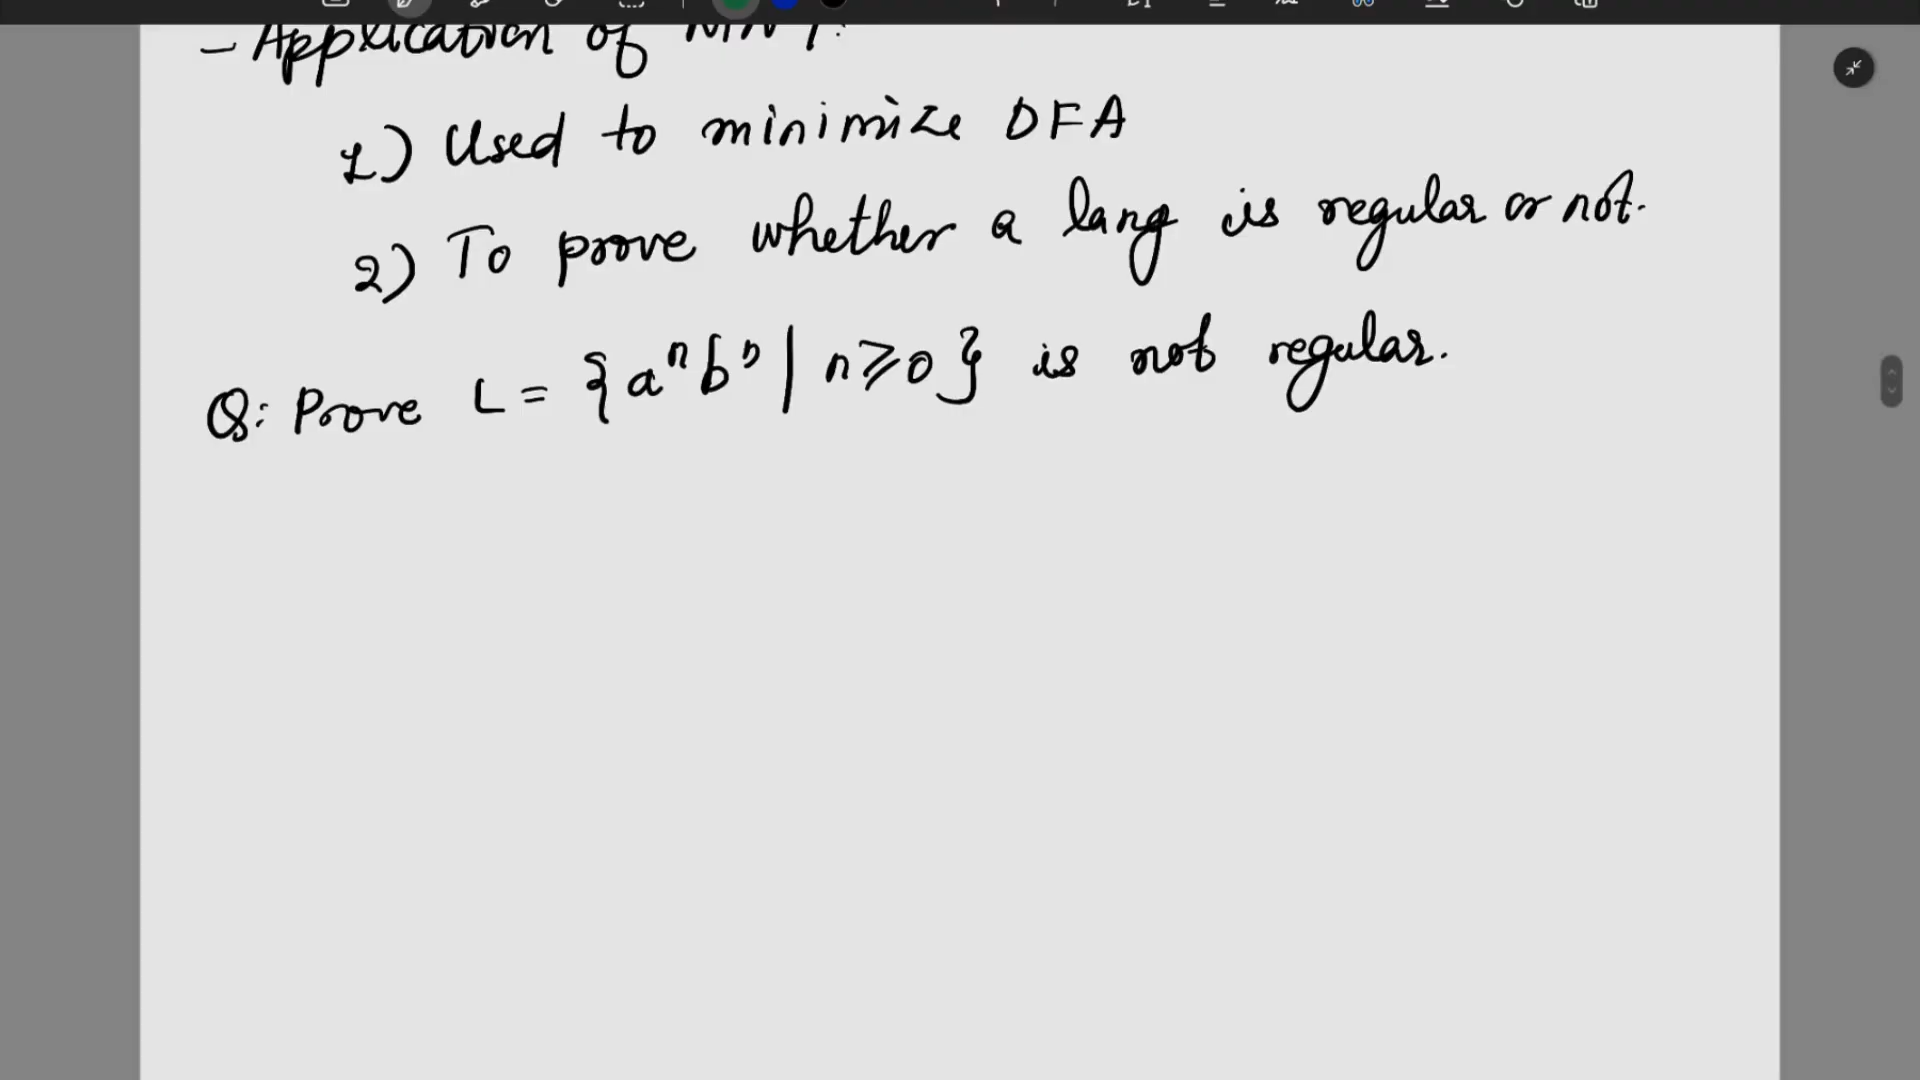 - Application of
1) Used to minimize DFA
2) To prove whether a lang is regular or not.
Q: Prove L = {aⁿbⁿ | n ⩾ 0} is not regular.